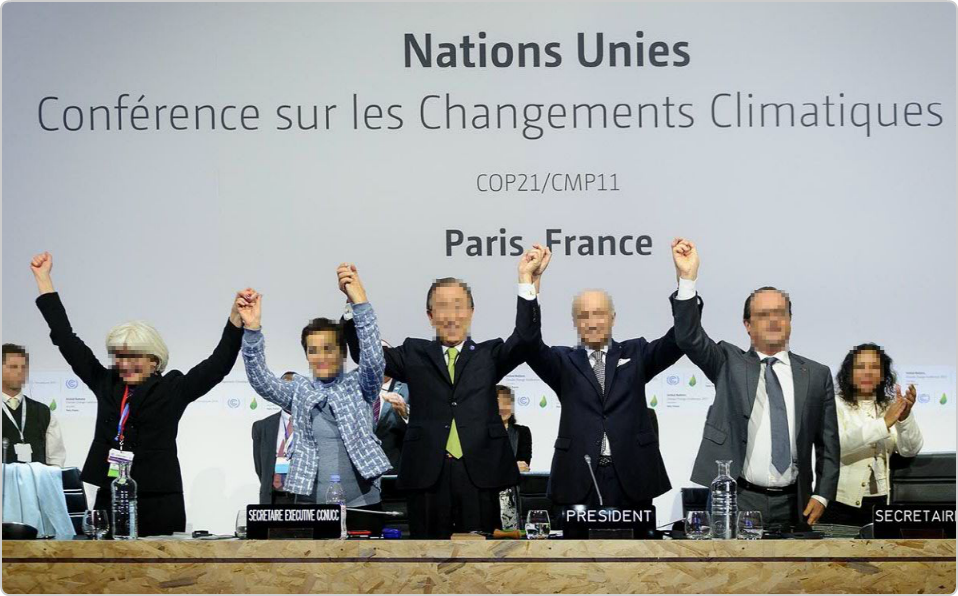 Nations Unies
Conférence sur les Changements Climatiques
COP21/CMP11
Paris, France
SECRETAIRE EXECUTIVE CCNUCC
PRESIDENT
SECRETAIR